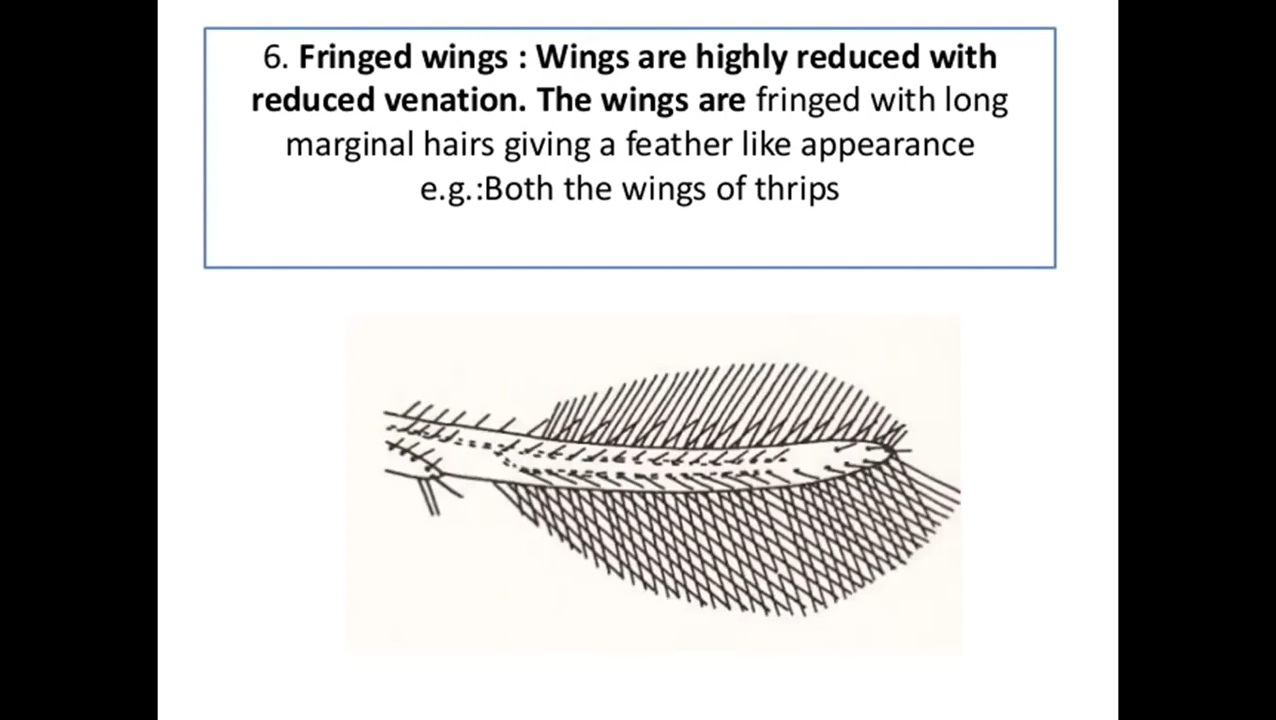 6. Fringed wings : Wings are highly reduced with
reduced venation. The wings are fringed with long
marginal hairs giving a feather like appearance
e.g.:Both the wings of thrips